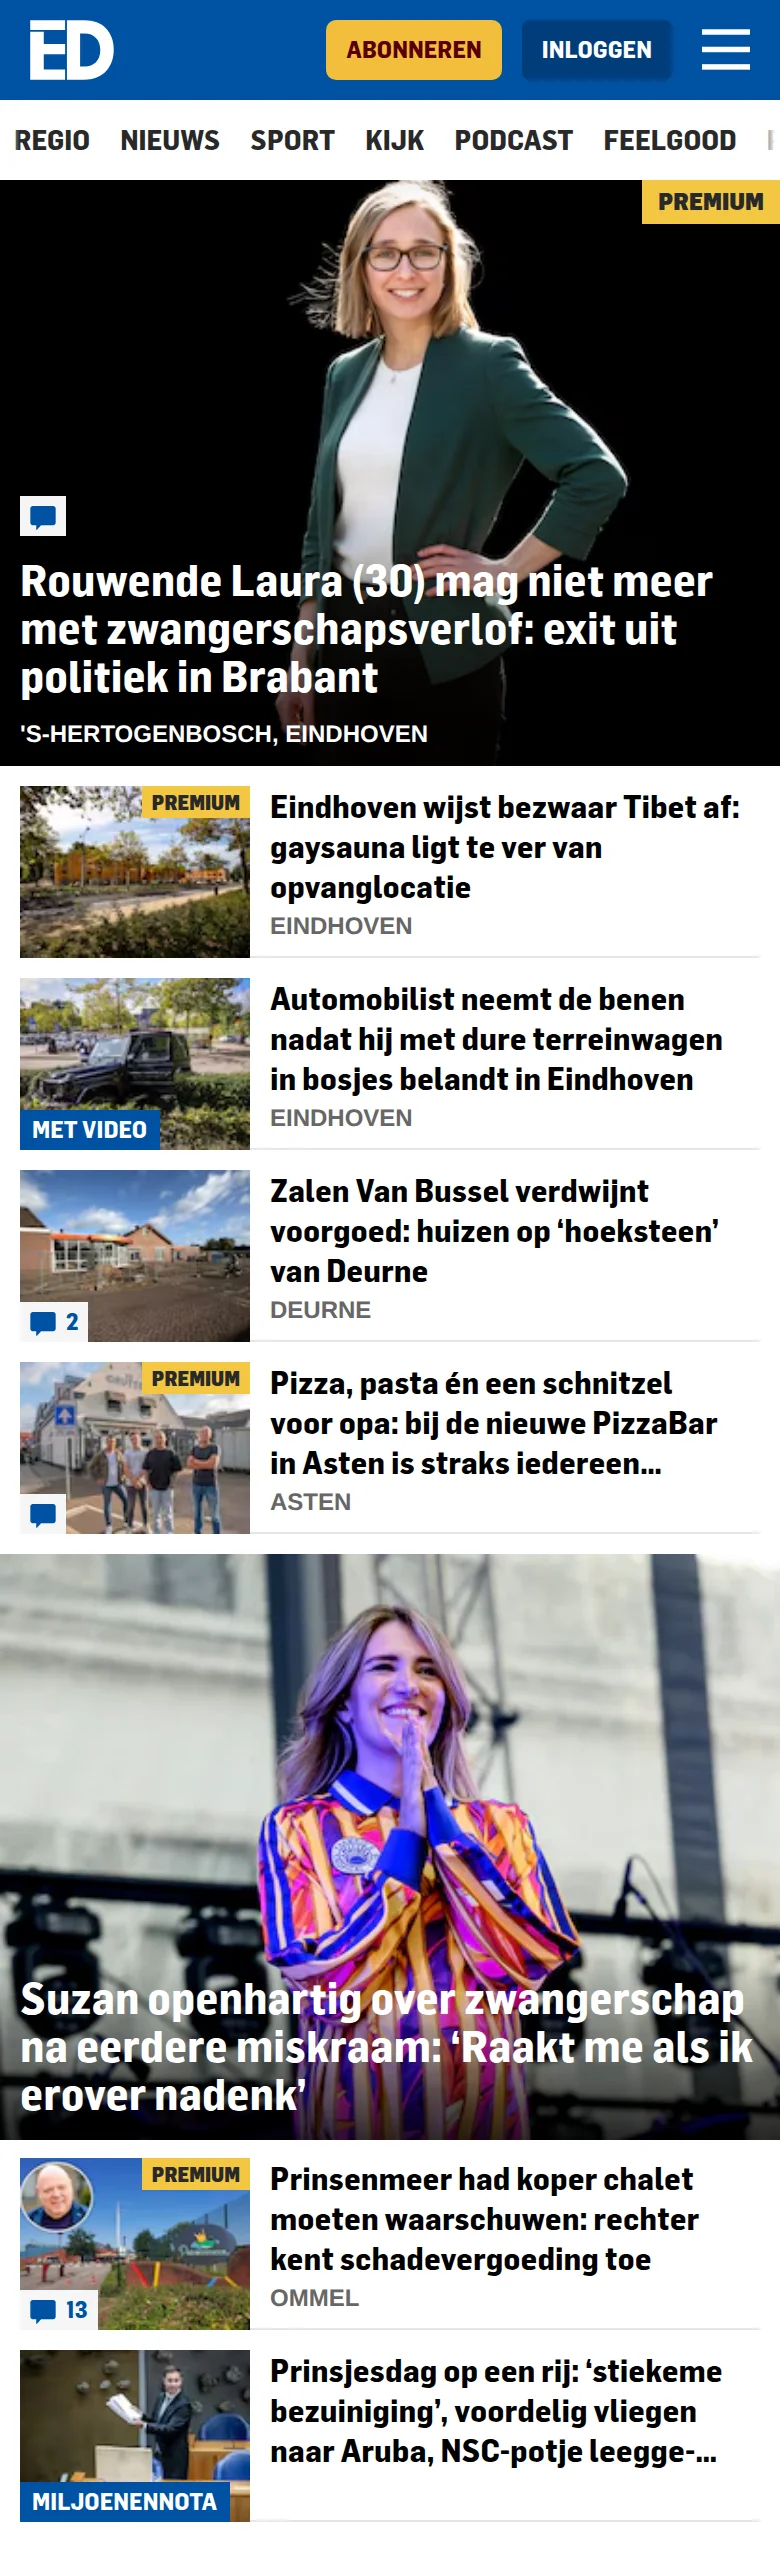 ED
ABONNEREN
INLOGGEN
REGIO NIEUWS SPORT KIJK PODCAST FEELGOOD
PREMIUM
Rouwende Laura (30) mag niet meer
met zwangerschapsverlof: exit uit
politiek in Brabant
'S-HERTOGENBOSCH, EINDHOVEN
PREMIUM
Eindhoven wijst bezwaar Tibet af:
gaysauna ligt te ver van
opvanglocatie
EINDHOVEN
Automobilist neemt de benen
nadat hij met dure terreinwagen
in bosjes belandt in Eindhoven
EINDHOVEN
MET VIDEO
Zalen Van Bussel verdwijnt
voorgoed: huizen op ‘hoeksteen’
van Deurne
DEURNE
2
PREMIUM
Pizza, pasta én een schnitzel
voor opa: bij de nieuwe PizzaBar
in Asten is straks iedereen...
ASTEN
Suzan openhartig over zwangerschap
na eerdere miskraam: ‘Raakt me als ik
erover nadenk’
PREMIUM
Prinsenmeer had koper chalet
moeten waarschuwen: rechter
kent schadevergoeding toe
OMMEL
13
Prinsjesdag op een rij: ‘stiekeme
bezuiniging’, voordelig vliegen
naar Aruba, NSC-potje leegge-...
MILJOENENNOTA